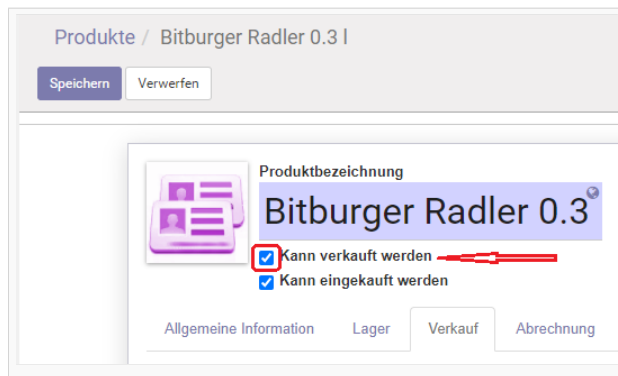 Produkte / Bitburger Radler 0.3 l
Speichern Verwerfen
Produktbezeichnung
Bitburger Radler 0.3
Kann verkauft werden
Kann eingekauft werden
Allgemeine Information Lager Verkauf Abrechnung